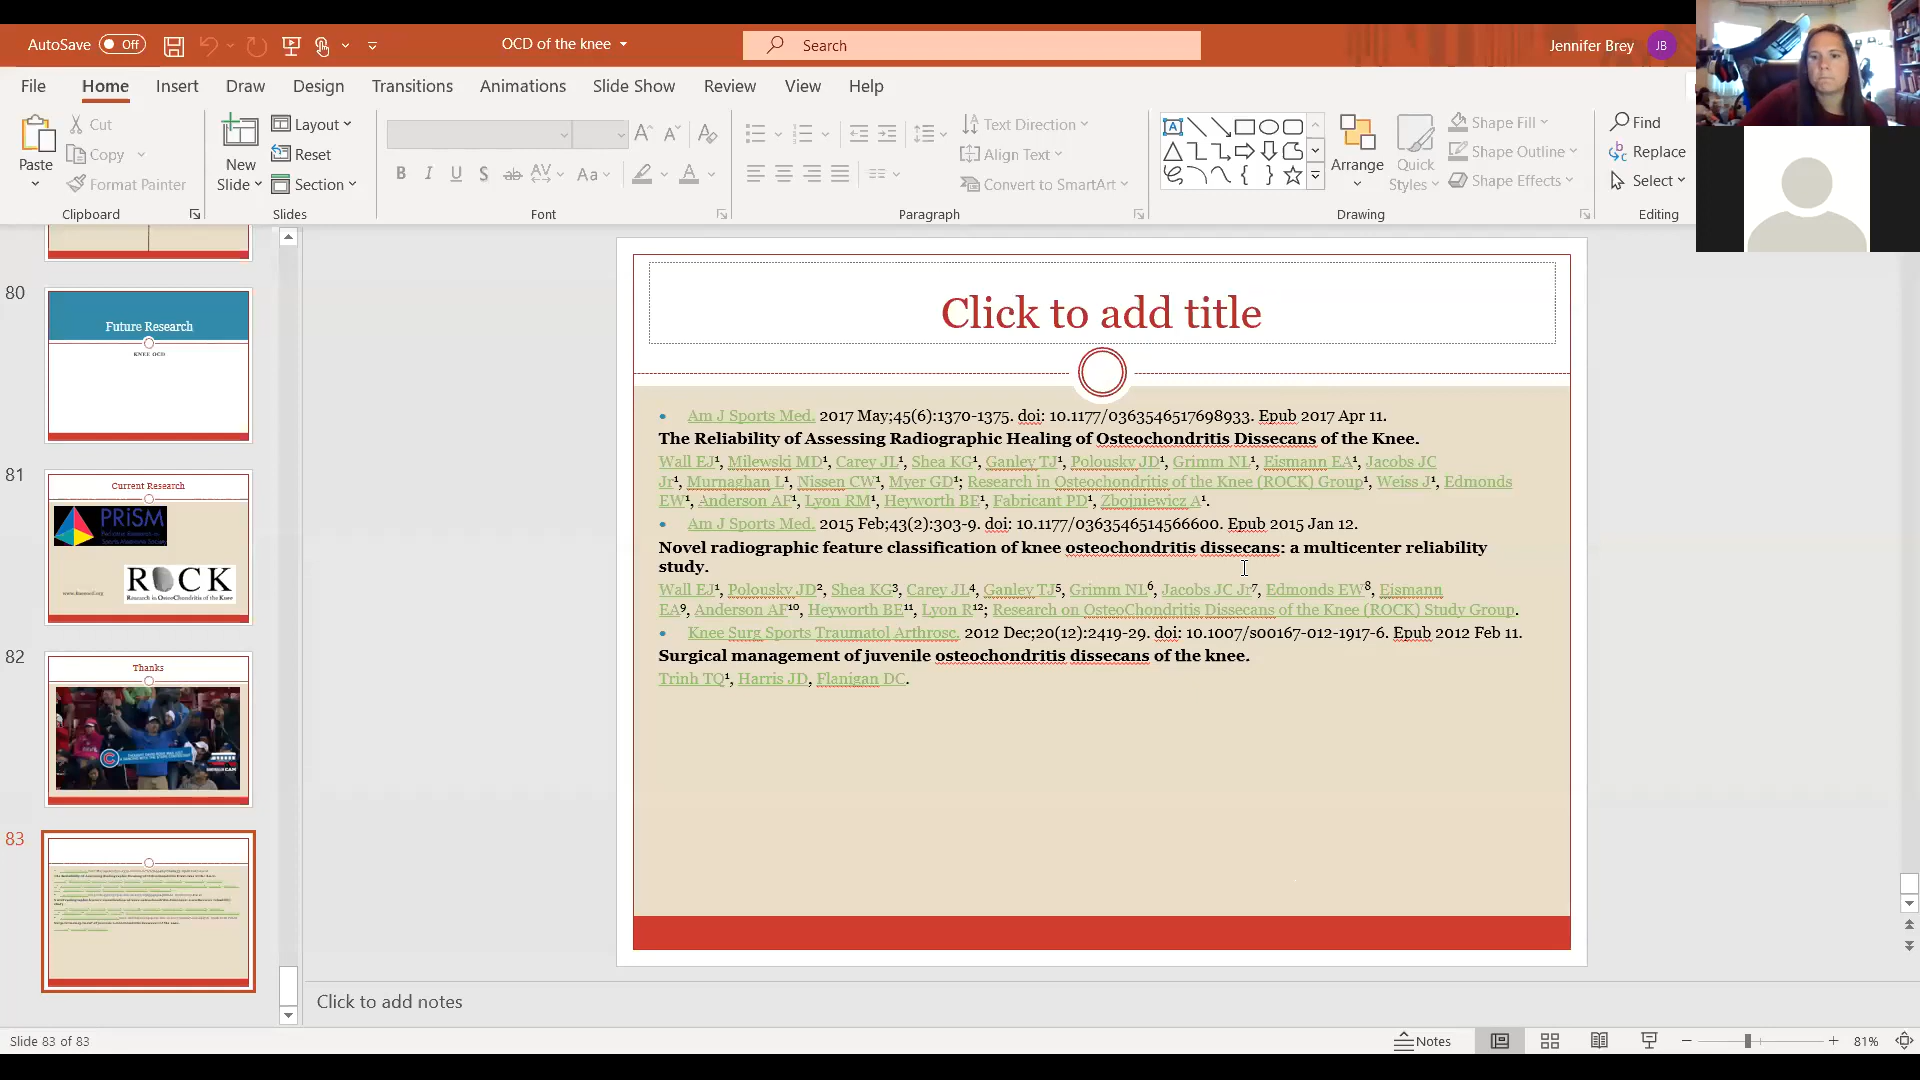 AutoSave Off
OCD of the knee
Search
Jennifer Brey JB
File Home Insert Draw Design Transitions Animations Slide Show Review View Help
Paste
Cut
Copy
Format Painter
Clipboard
New Slide
Layout
Reset
Section
Slides
Font
Text Direction
Align Text
Convert to SmartArt
Paragraph
Arrange
Quick Styles
Shape Fill
Shape Outline
Shape Effects
Drawing
Find
Replace
Select
Editing
80
Future Research
KNEE OCD
81
Current Research
PRiSM
ROCK
Research in OsteoChondritis of the Knee
82
Thanks
83
Click to add title
• Am J Sports Med. 2017 May;45(6):1370-1375. doi: 10.1177/0363546517698933. Epub 2017 Apr 11.
The Reliability of Assessing Radiographic Healing of Osteochondritis Dissecans of the Knee.
Wall EJ¹, Milewski MD¹, Carey JL¹, Shea KG¹, Ganley TJ¹, Polousky JD¹, Grimm NL¹, Eismann EA¹, Jacobs JC
Jr¹, Murnaghan L¹, Nissen CW¹, Myer GD¹; Research in Osteochondritis of the Knee (ROCK) Group¹, Weiss J¹, Edmonds
EW¹, Anderson AF¹, Lyon RM¹, Heyworth BE¹, Fabricant PD¹, Zbojniewicz A¹.
• Am J Sports Med. 2015 Feb;43(2):303-9. doi: 10.1177/0363546514566600. Epub 2015 Jan 12.
Novel radiographic feature classification of knee osteochondritis dissecans: a multicenter reliability
study.
Wall EJ¹, Polousky JD², Shea KG³, Carey JL⁴, Ganley TJ⁵, Grimm NL⁶, Jacobs JC Jr⁷, Edmonds EW⁸, Eismann
EA⁹, Anderson AF¹⁰, Heyworth BE¹¹, Lyon R¹²; Research on OsteoChondritis Dissecans of the Knee (ROCK) Study Group.
• Knee Surg Sports Traumatol Arthrosc. 2012 Dec;20(12):2419-29. doi: 10.1007/s00167-012-1917-6. Epub 2012 Feb 11.
Surgical management of juvenile osteochondritis dissecans of the knee.
Trinh TQ¹, Harris JD, Flanigan DC.
Click to add notes
Slide 83 of 83
Notes
81%